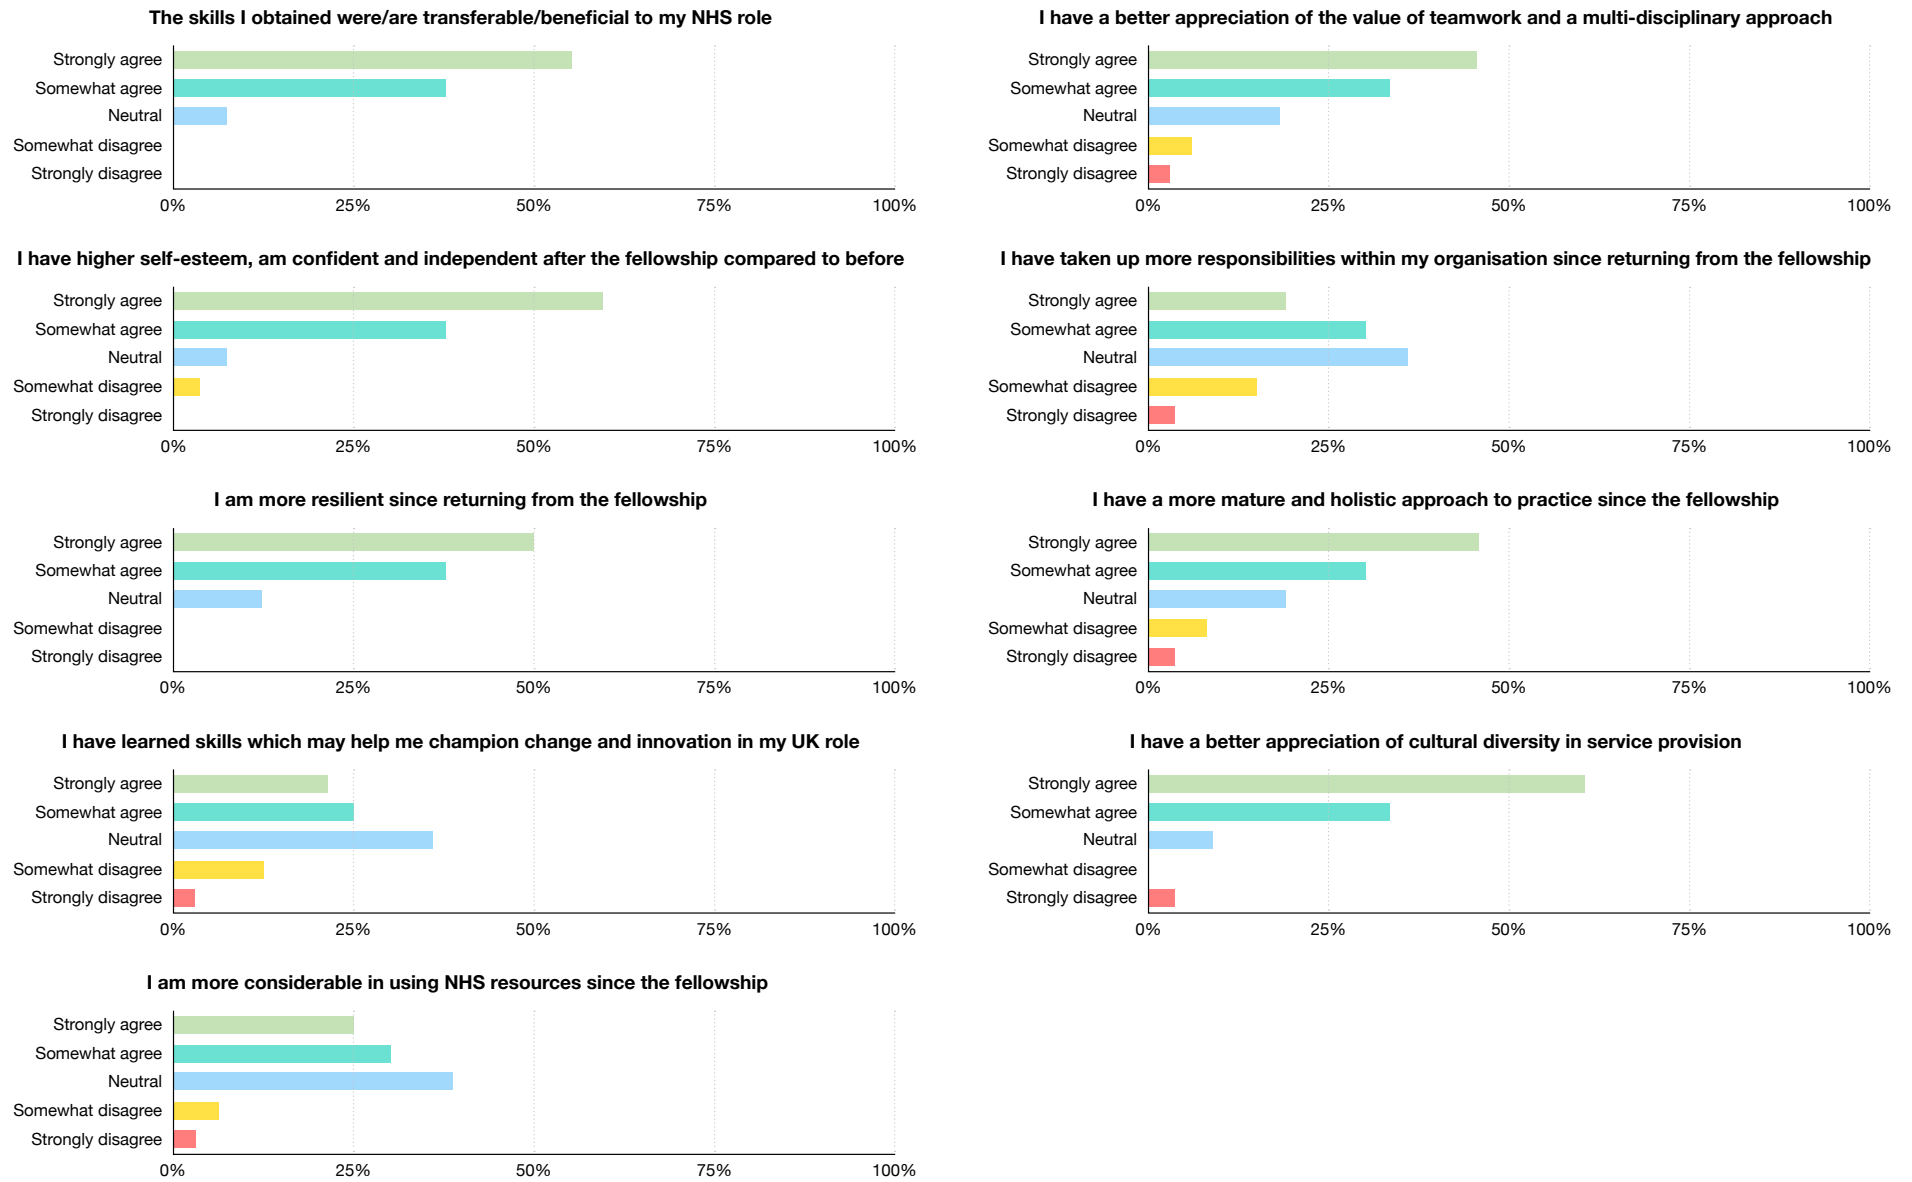 The skills I obtained were/are transferable/beneficial to my NHS role
Strongly agree
Somewhat agree
Neutral
Somewhat disagree
Strongly disagree
0% 25% 50% 75% 100%
I have a better appreciation of the value of teamwork and a multi-disciplinary approach
Strongly agree
Somewhat agree
Neutral
Somewhat disagree
Strongly disagree
0% 25% 50% 75% 100%
I have higher self-esteem, am confident and independent after the fellowship compared to before
Strongly agree
Somewhat agree
Neutral
Somewhat disagree
Strongly disagree
0% 25% 50% 75% 100%
I have taken up more responsibilities within my organisation since returning from the fellowship
Strongly agree
Somewhat agree
Neutral
Somewhat disagree
Strongly disagree
0% 25% 50% 75% 100%
I am more resilient since returning from the fellowship
Strongly agree
Somewhat agree
Neutral
Somewhat disagree
Strongly disagree
0% 25% 50% 75% 100%
I have a more mature and holistic approach to practice since the fellowship
Strongly agree
Somewhat agree
Neutral
Somewhat disagree
Strongly disagree
0% 25% 50% 75% 100%
I have learned skills which may help me champion change and innovation in my UK role
Strongly agree
Somewhat agree
Neutral
Somewhat disagree
Strongly disagree
0% 25% 50% 75% 100%
I have a better appreciation of cultural diversity in service provision
Strongly agree
Somewhat agree
Neutral
Somewhat disagree
Strongly disagree
0% 25% 50% 75% 100%
I am more considerable in using NHS resources since the fellowship
Strongly agree
Somewhat agree
Neutral
Somewhat disagree
Strongly disagree
0% 25% 50% 75% 100%